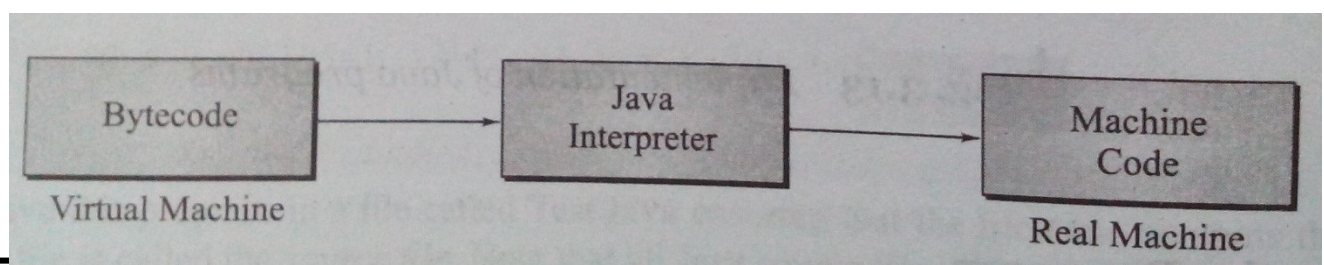 Bytecode
Virtual Machine
Java
Interpreter
Machine
Code
Real Machine